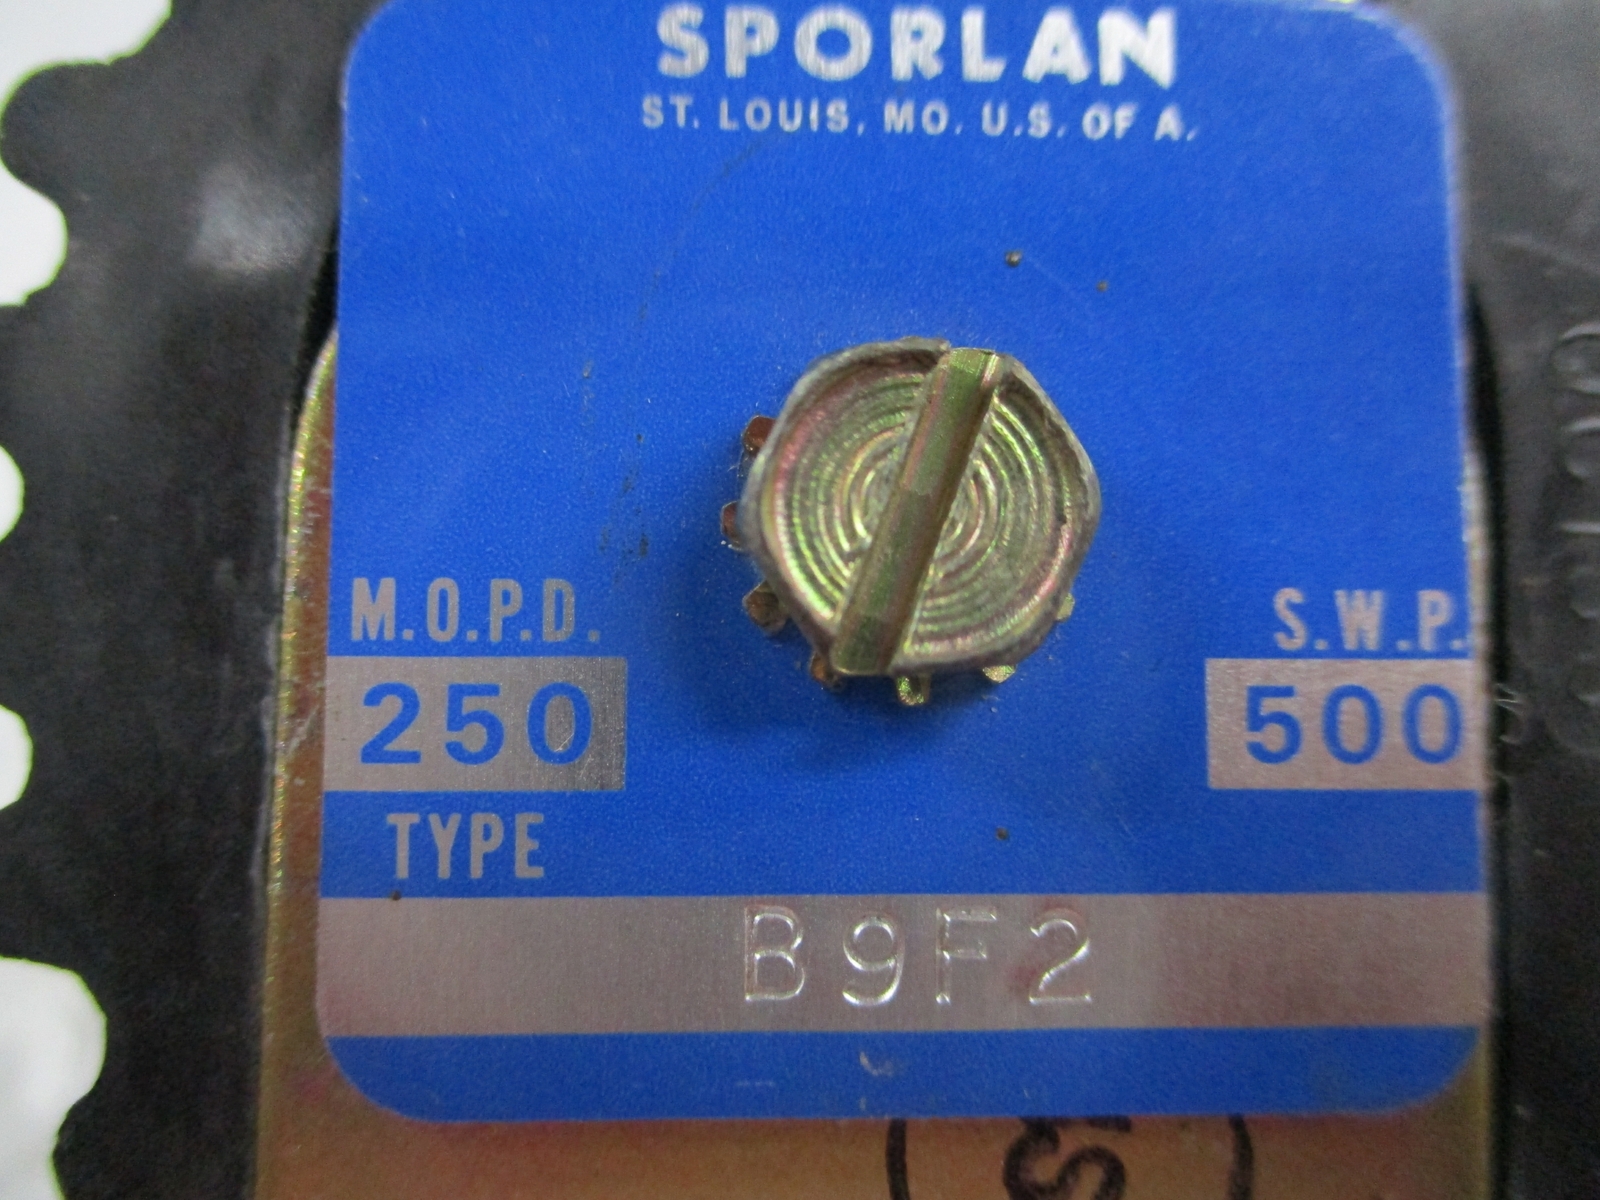 SPORLAN
ST. LOUIS, MO. U.S. OF A.
M.O.P.D. S.W.P.
250 500
TYPE
B9F2
S